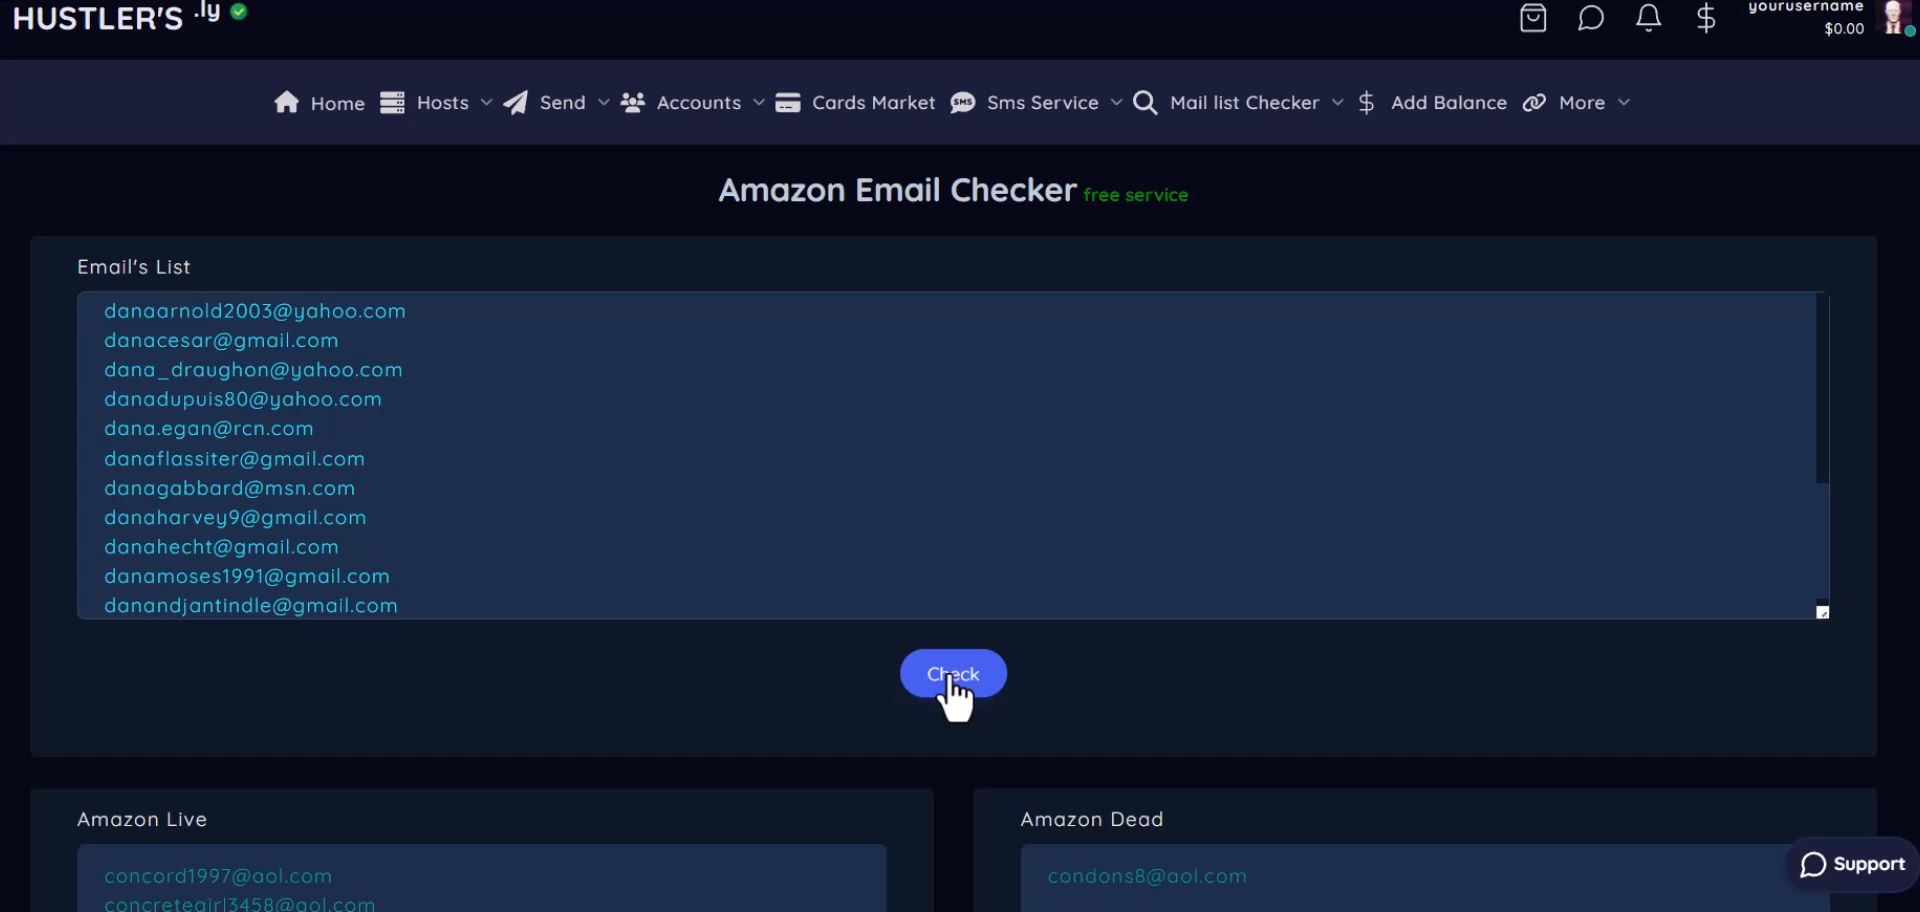 HUSTLER'S .ly
yourusername
$0.00
Home Hosts Send Accounts Cards Market SMS Sms Service Mail list Checker $ Add Balance More
Amazon Email Checker free service
Email's List
danaarnold2003@yahoo.com
danacesar@gmail.com
dana_draughon@yahoo.com
danadupuis80@yahoo.com
dana.egan@rcn.com
danaflassiter@gmail.com
danagabbard@msn.com
danaharvey9@gmail.com
danahecht@gmail.com
danamoses1991@gmail.com
danandjantindle@gmail.com
Check
Amazon Live
concord1997@aol.com
concretegirl3458@aol.com
Amazon Dead
condons8@aol.com
Support